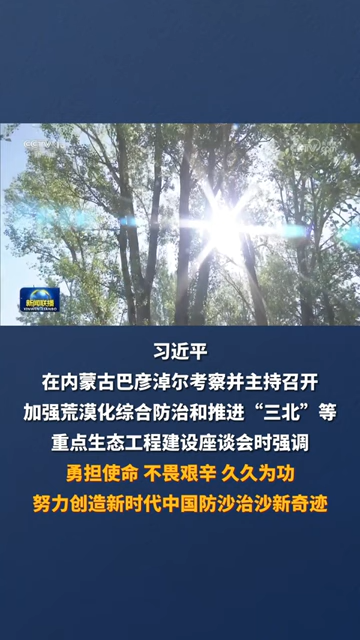 新闻联播
习近平
在内蒙古巴彦淖尔考察并主持召开
加强荒漠化综合防治和推进“三北”等
重点生态工程建设座谈会时强调
勇担使命 不畏艰辛 久久为功
努力创造新时代中国防沙治沙新奇迹